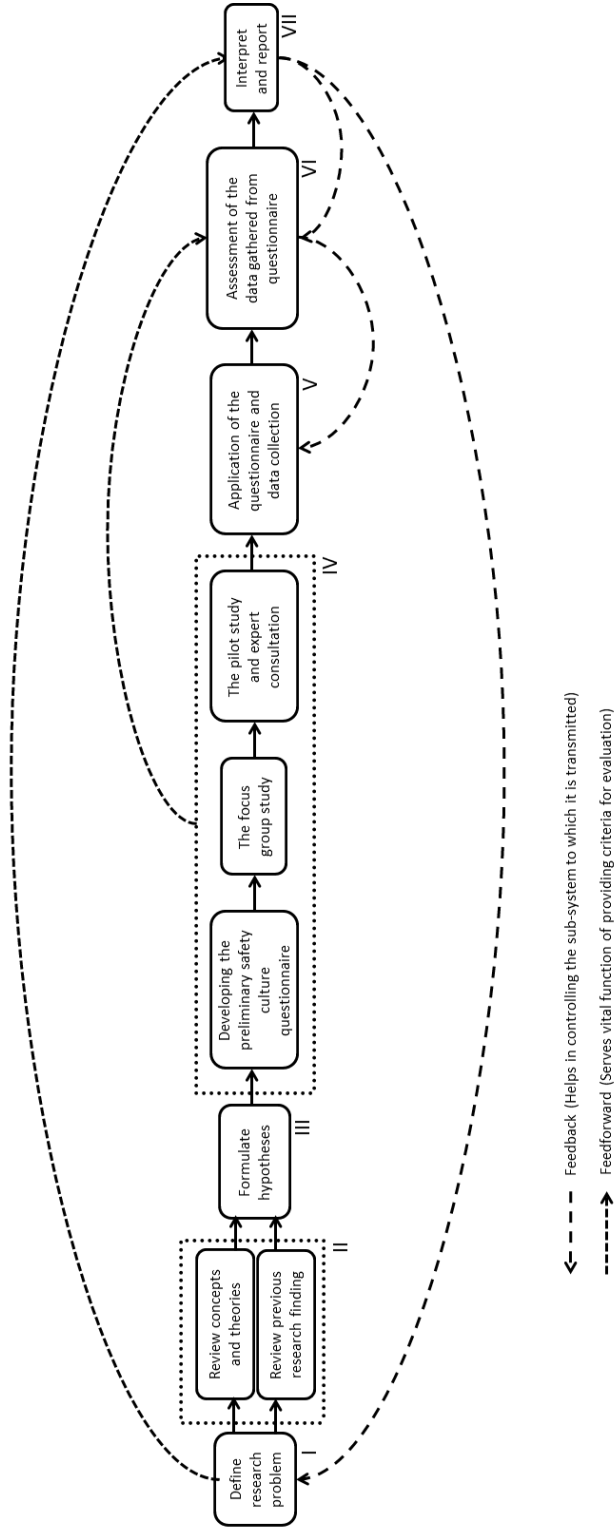 Define
research
problem
I
Review concepts
and theories
Review previous
research finding
II
Formulate
hypotheses
III
Developing the
preliminary safety
culture
questionnaire
The focus
group study
The pilot study
and expert
consultation
IV
Application of the
questionnaire and
data collection
V
Assessment of the
data gathered from
questionnaire
VI
Interpret
and report
VII
Feedback (Helps in controlling the sub-system to which it is transmitted)
Feedforward (Serves vital function of providing criteria for evaluation)